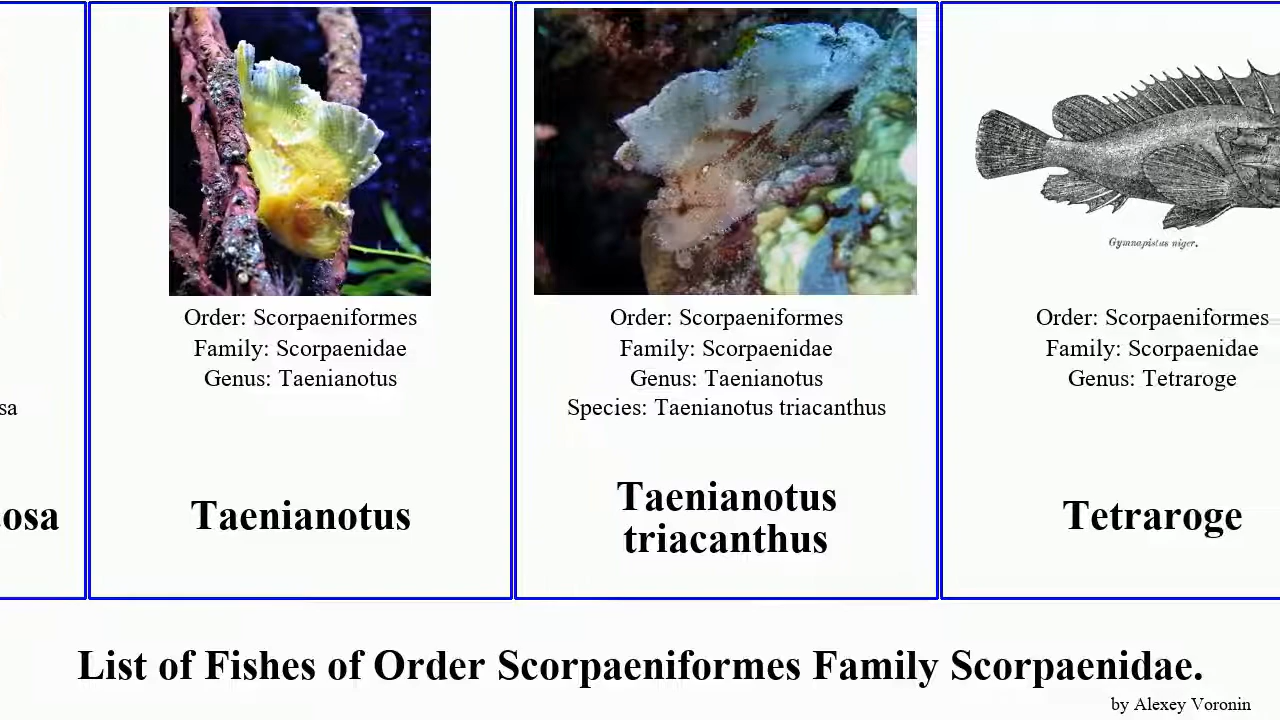 Gymnapistus niger.
Order: Scorpaeniformes
Family: Scorpaenidae
Genus: Taenianotus
Order: Scorpaeniformes
Family: Scorpaenidae
Genus: Taenianotus
Species: Taenianotus triacanthus
Order: Scorpaeniformes
Family: Scorpaenidae
Genus: Tetraroge
sa
osa
Taenianotus
Taenianotus
triacanthus
Tetraroge
List of Fishes of Order Scorpaeniformes Family Scorpaenidae.
by Alexey Voronin